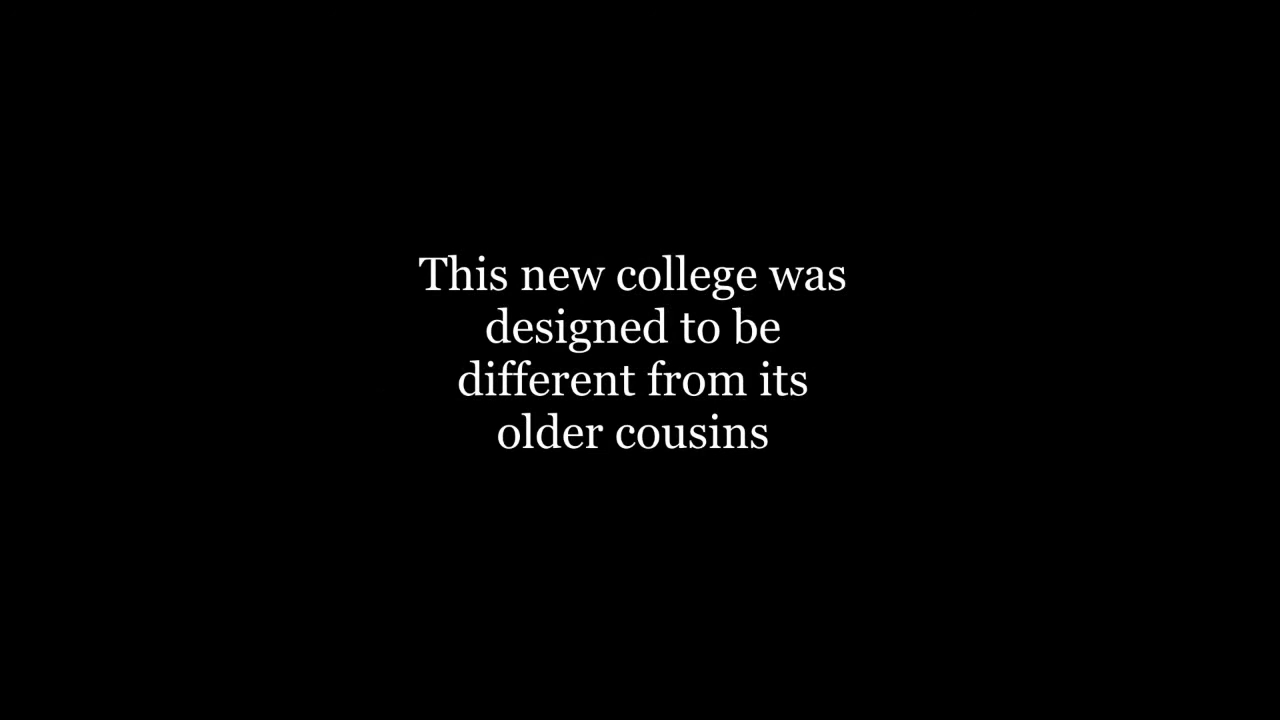 This new college was
designed to be
different from its
older cousins